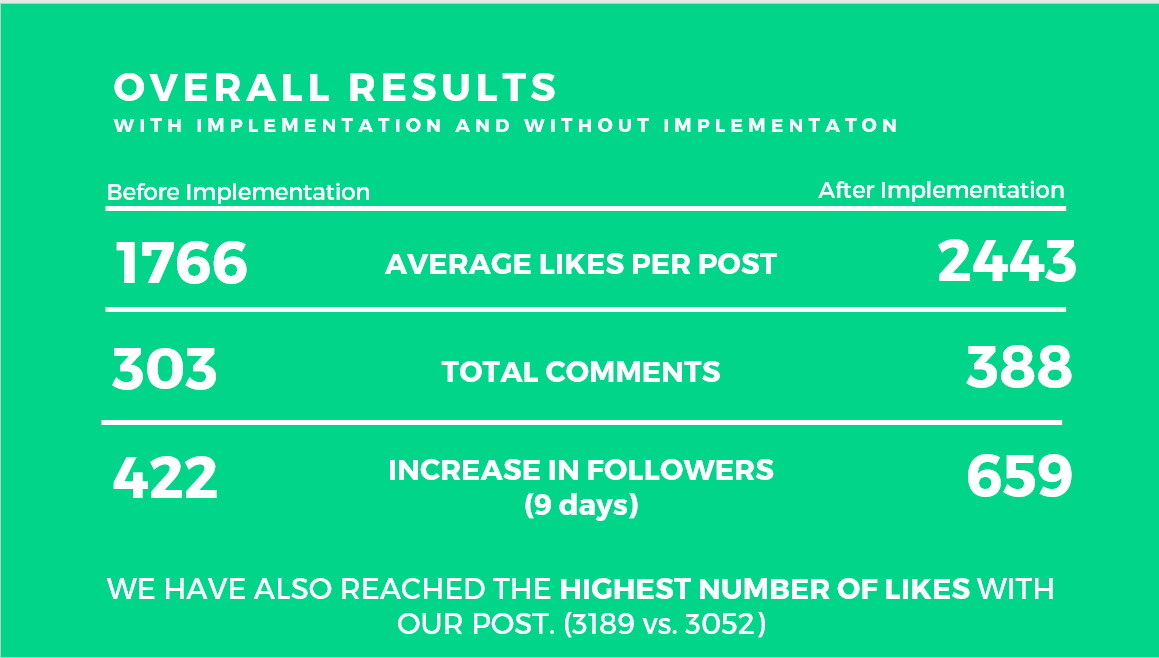 OVERALL RESULTS
WITH IMPLEMENTATION AND WITHOUT IMPLEMENTATON
Before Implementation After Implementation
1766 AVERAGE LIKES PER POST 2443
303 TOTAL COMMENTS 388
422 INCREASE IN FOLLOWERS 659
(9 days)
WE HAVE ALSO REACHED THE HIGHEST NUMBER OF LIKES WITH
OUR POST. (3189 vs. 3052)